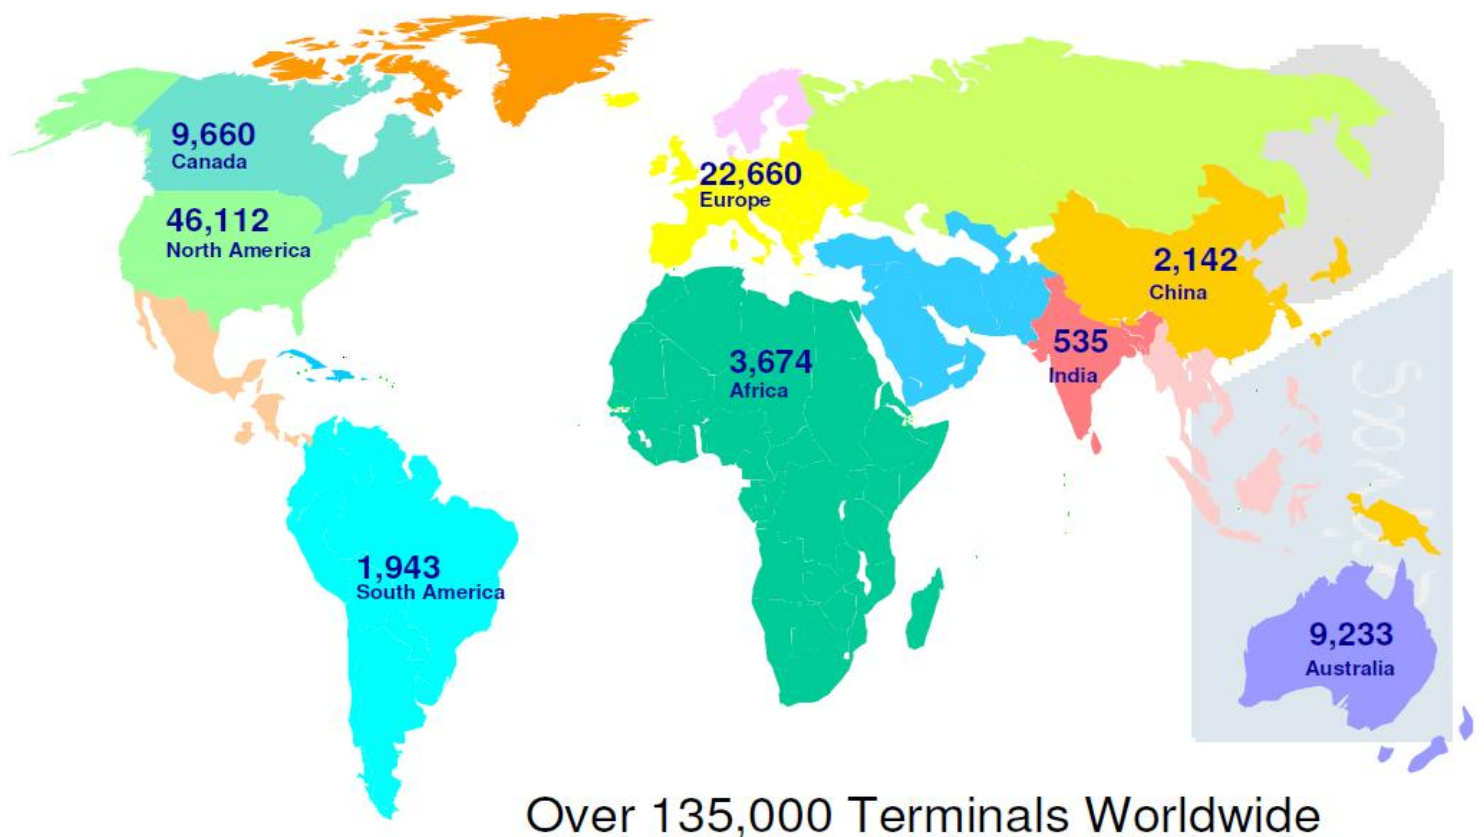 9,660
Canada
46,112
North America
22,660
Europe
2,142
China
535
India
3,674
Africa
1,943
South America
9,233
Australia
Over 135,000 Terminals Worldwide